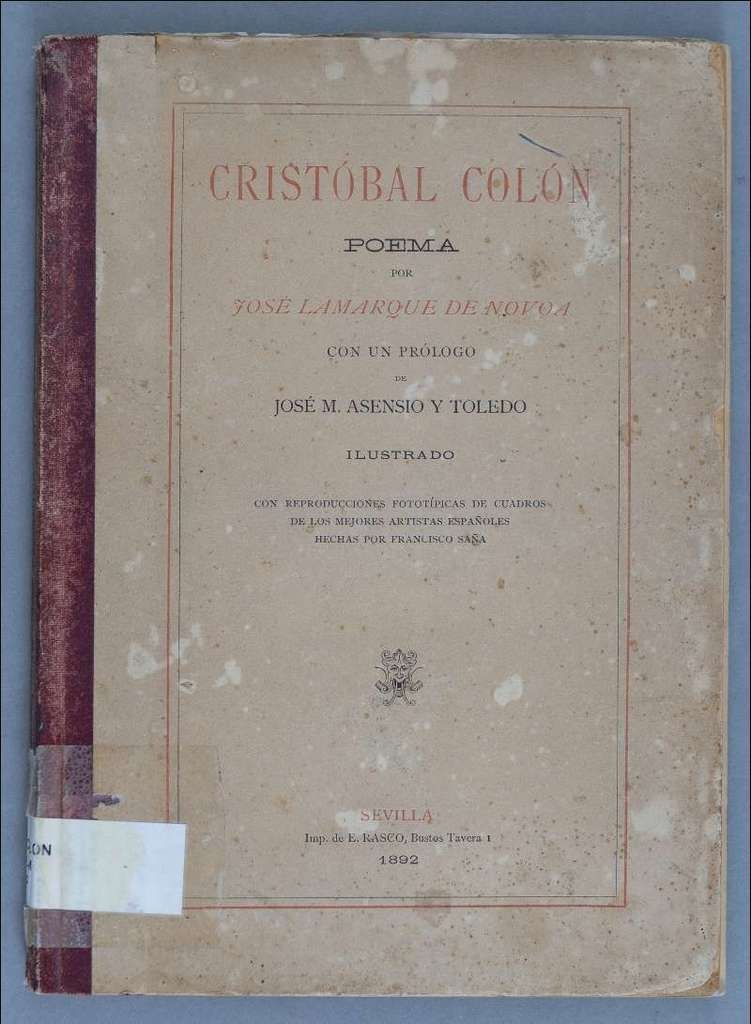 CRISTÓBAL COLÓN
POEMA
POR
JOSÉ LAMARQUE DE NOVOA
CON UN PRÓLOGO
DE
JOSÉ M. ASENSIO Y TOLEDO
ILUSTRADO
CON REPRODUCCIONES FOTOTÍPICAS DE CUADROS
DE LOS MEJORES ARTISTAS ESPAÑOLES
HECHAS POR FRANCISCO SAÑA
SEVILLA
Imp. de E. RASCO, Bustos Tavera 1
1892